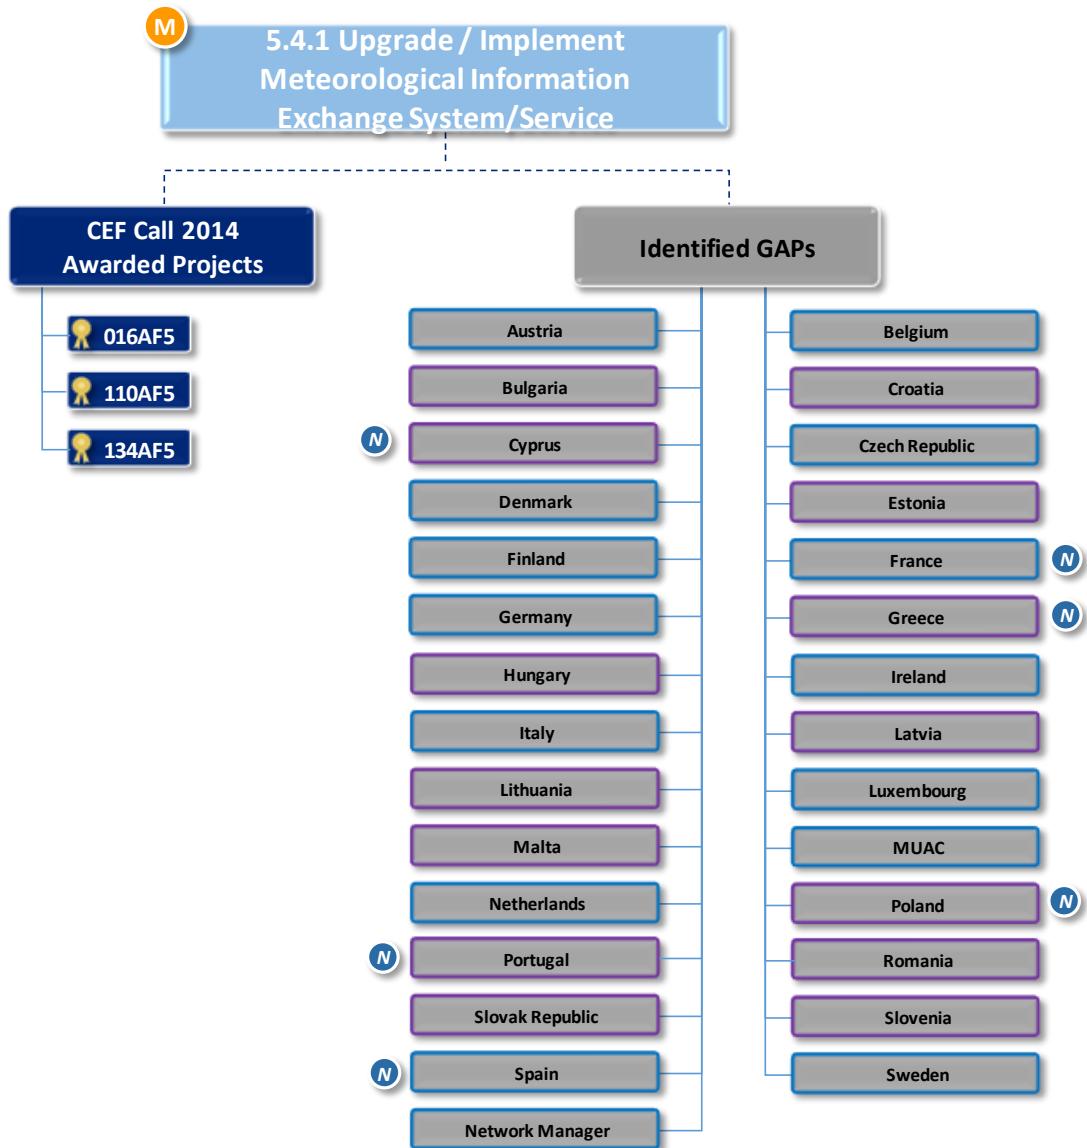 M
5.4.1 Upgrade / Implement
Meteorological Information
Exchange System/Service
CEF Call 2014
Awarded Projects
016AF5
110AF5
134AF5
Identified GAPs
Austria
Bulgaria
N
Cyprus
Denmark
Finland
Germany
Hungary
Italy
Lithuania
Malta
Netherlands
N
Portugal
Slovak Republic
N
Spain
Network Manager
Belgium
Croatia
Czech Republic
Estonia
France
N
Greece
N
Ireland
Latvia
Luxembourg
MUAC
Poland
N
Romania
Slovenia
Sweden